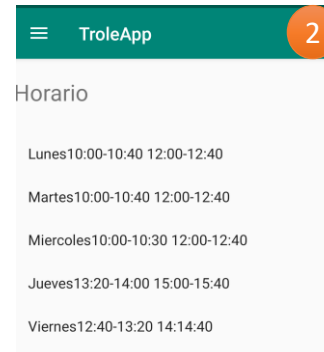 TroleApp
2
Horario
Lunes10:00-10:40 12:00-12:40
Martes10:00-10:40 12:00-12:40
Miercoles10:00-10:30 12:00-12:40
Jueves13:20-14:00 15:00-15:40
Viernes12:40-13:20 14:14:40